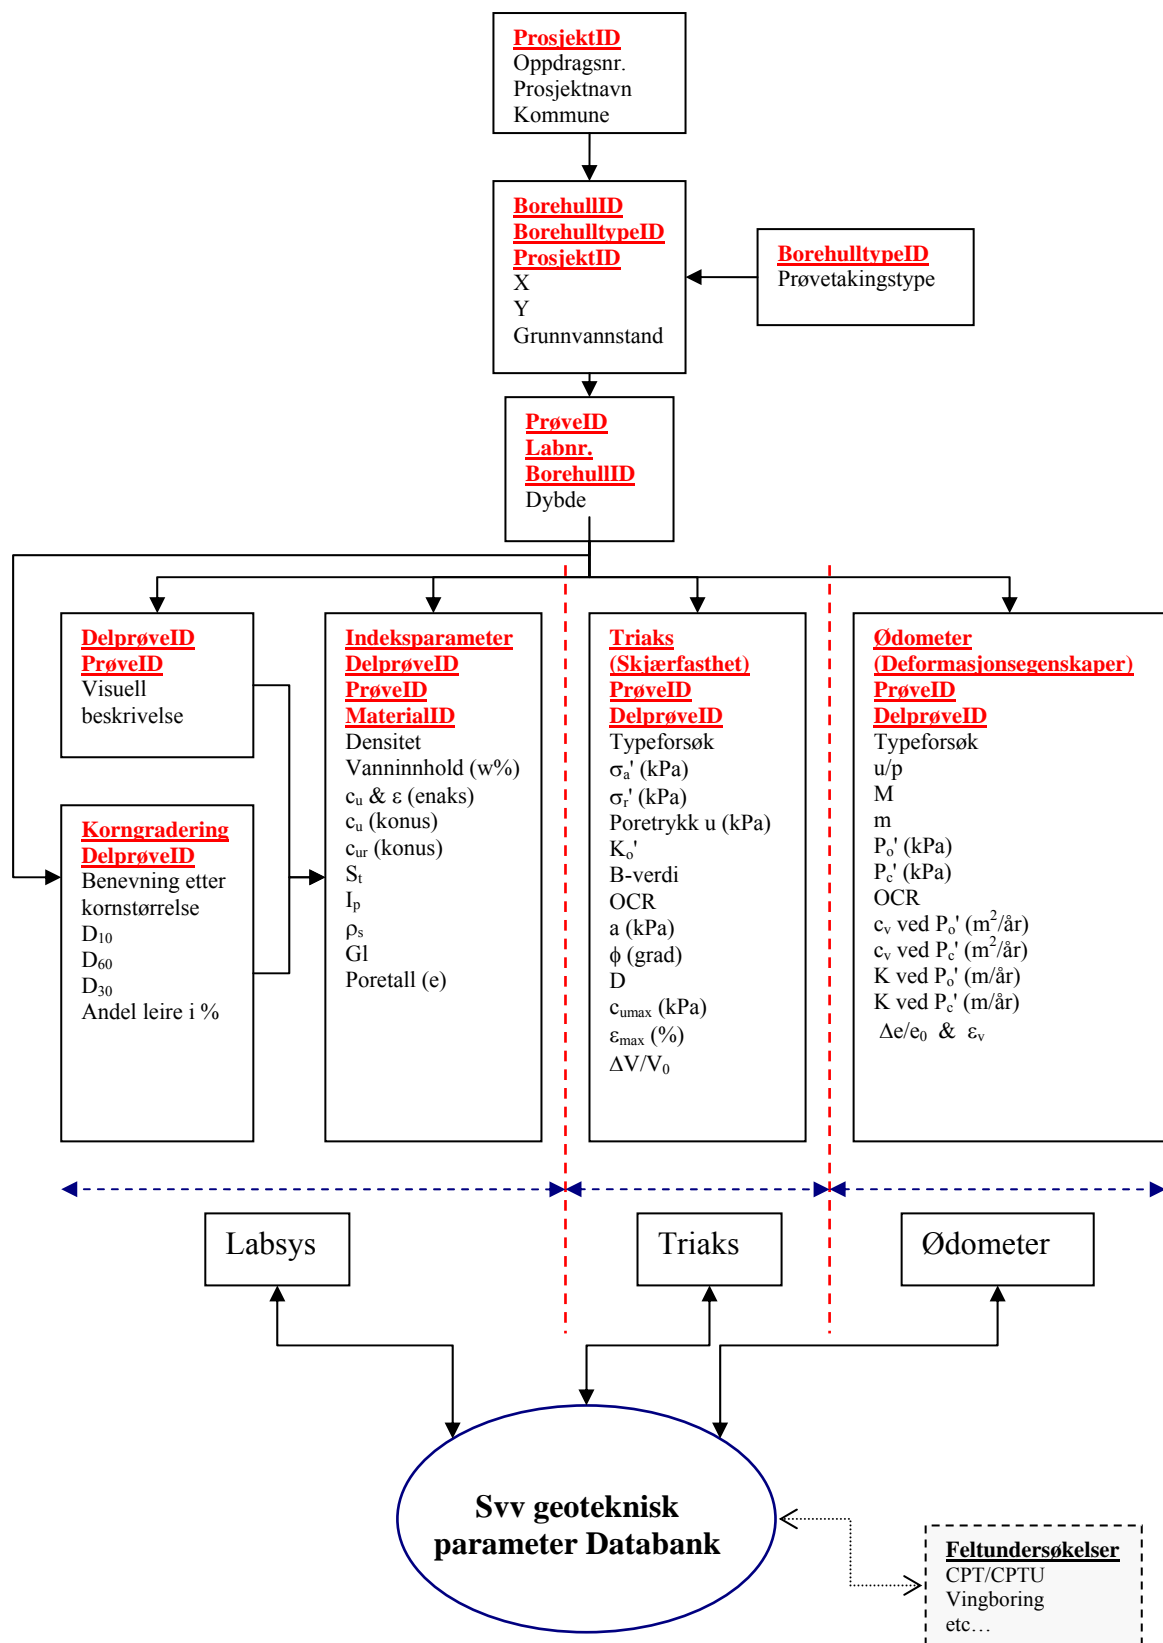 ProsjektID
Oppdragsnr.
Prosjektnavn
Kommune
BorehullID
BorehulltypeID
ProsjektID
X
Y
Grunnvannstand
BorehulltypeID
Prøvetakingstype
PrøveID
Labnr.
BorehullID
Dybde
DelprøveID
PrøveID
Visuell
beskrivelse
Korngradering
DelprøveID
Benevning etter
kornstørrelse
D₁₀
D₆₀
D₃₀
Andel leire i %
Indeksparameter
DelprøveID
PrøveID
MaterialID
Densitet
Vanninnhold (w%)
cᵤ & ε (enaks)
cᵤ (konus)
cᵤᵣ (konus)
Sₜ
Iₚ
ρₛ
Gl
Poretall (e)
Triaks
(Skjærfasthet)
PrøveID
DelprøveID
Typeforsøk
σₐ' (kPa)
σᵣ' (kPa)
Poretrykk u (kPa)
Kₒ'
B-verdi
OCR
a (kPa)
ϕ (grad)
D
cᵤₘₐₓ (kPa)
εₘₐₓ (%)
ΔV/V₀
Ødometer
(Deformasjonsegenskaper)
PrøveID
DelprøveID
Typeforsøk
u/p
M
m
Pₒ' (kPa)
P_c' (kPa)
OCR
cᵥ ved Pₒ' (m²/år)
cᵥ ved P_c' (m²/år)
K ved Pₒ' (m/år)
K ved P_c' (m/år)
Δe/e₀ & εᵥ
Labsys
Triaks
Ødometer
Svv geoteknisk
parameter Databank
Feltundersøkelser
CPT/CPTU
Vingboring
etc…